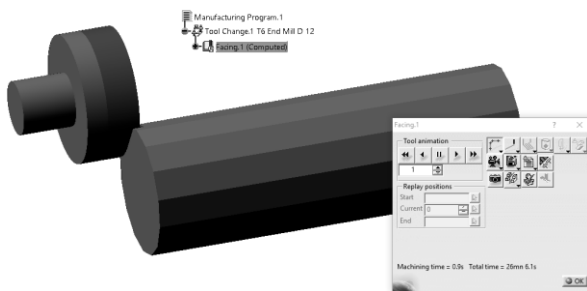 Manufacturing Program.1
Tool Change.1 T6 End Mill D 12
Facing.1 (Computed)
Facing.1 ? ×
Tool animation
1
Replay positions
Start
Current 0
End
Machining time = 0.9s Total time = 26mn 6.1s
OK